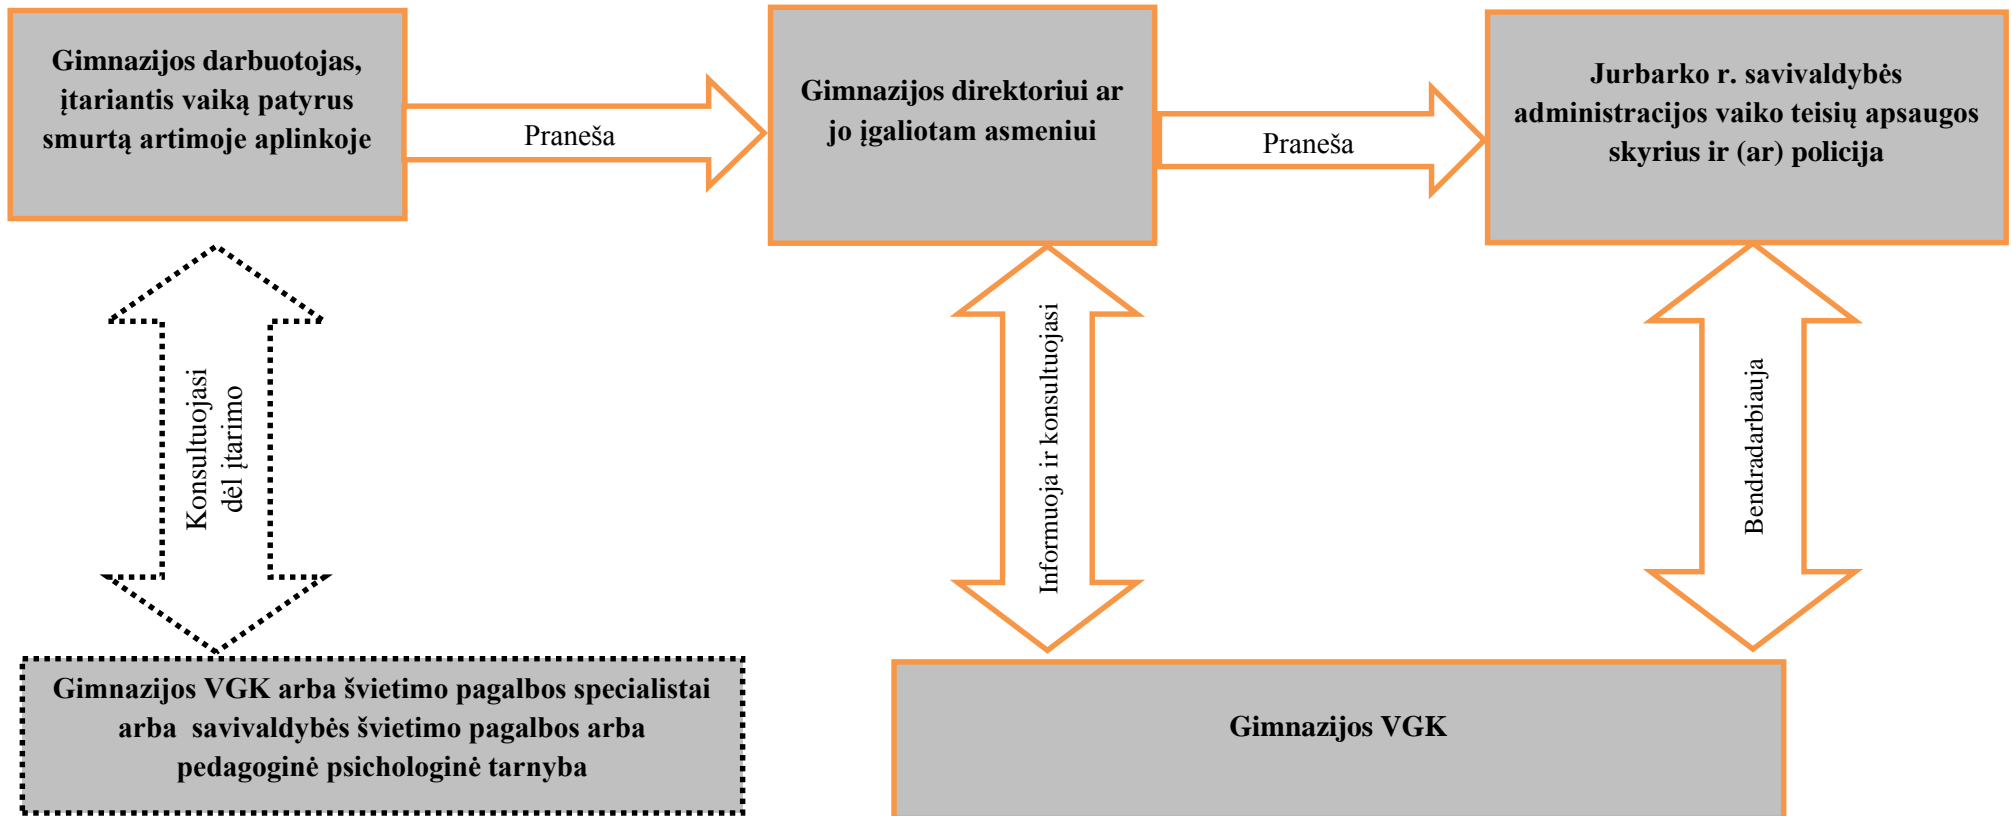 Gimnazijos darbuotojas,
įtariantis vaiką patyrus
smurtą artimoje aplinkoje
Praneša
Gimnazijos direktoriui ar
jo įgaliotam asmeniui
Praneša
Jurbarko r. savivaldybės
administracijos vaiko teisių apsaugos
skyrius ir (ar) policija
Konsultuojasi
dėl įtarimo
Informuoja ir konsultuojasi
Bendradarbiauja
Gimnazijos VGK arba švietimo pagalbos specialistai
arba savivaldybės švietimo pagalbos arba
pedagoginė psichologinė tarnyba
Gimnazijos VGK